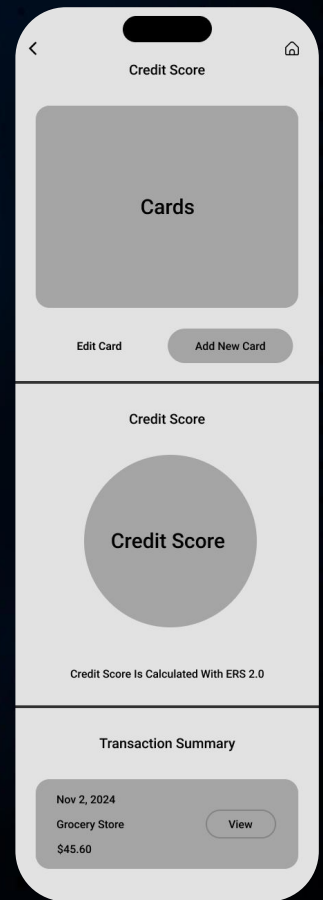 Credit Score
Cards
Edit Card
Add New Card
Credit Score
Credit Score
Credit Score Is Calculated With ERS 2.0
Transaction Summary
Nov 2, 2024
Grocery Store
View
$45.60